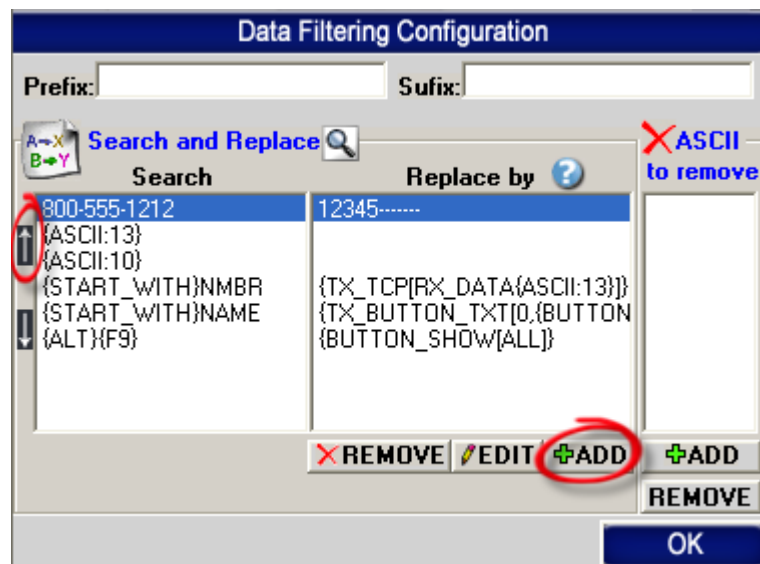 Data Filtering Configuration
Prefix: Sufix:
A→X
B→Y
Search and Replace
ASCII
to remove
Search Replace by ?
800-555-1212 12345-------
{ASCII:13}
{ASCII:10}
{START_WITH}NMBR {TX_TCP[RX_DATA{ASCII:13}]}
{START_WITH}NAME {TX_BUTTON_TXT[0,{BUTTON
{ALT}{F9} {BUTTON_SHOW[ALL]}
REMOVE EDIT ADD ADD
REMOVE
OK